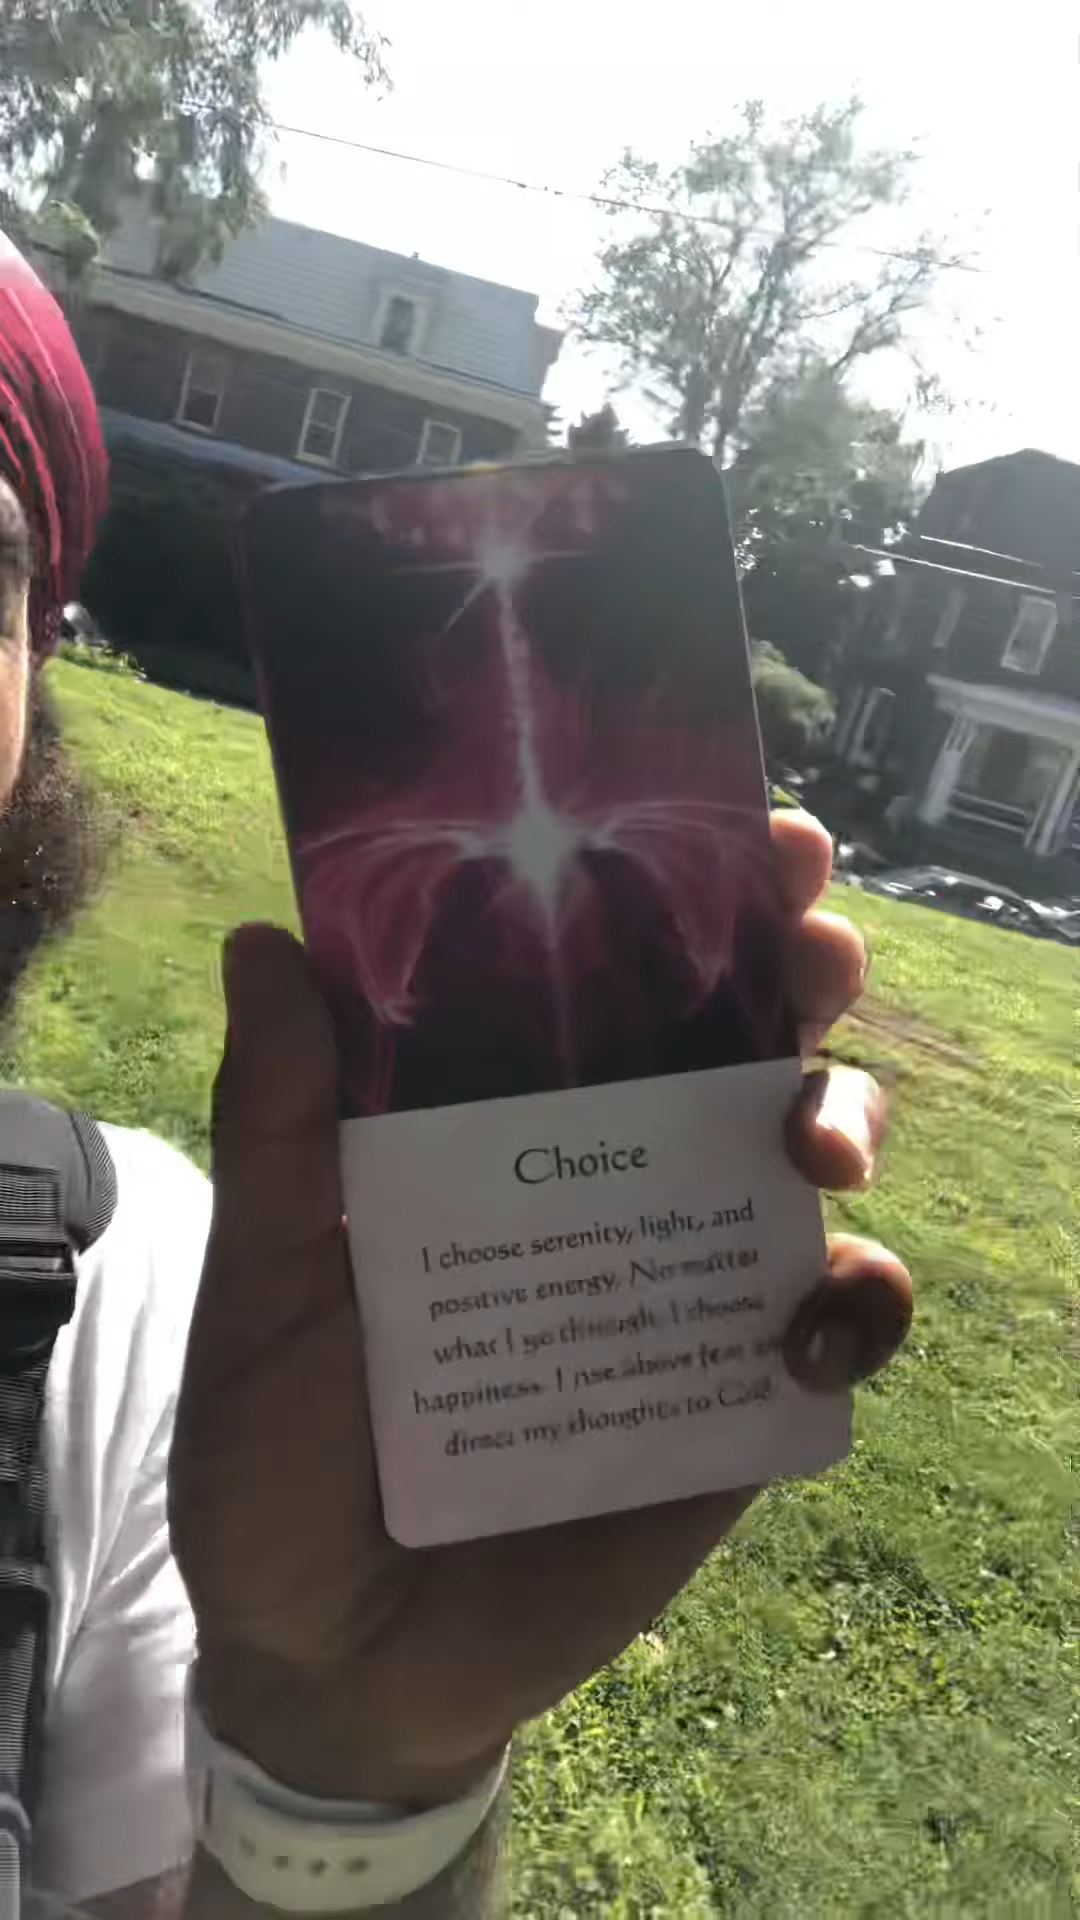 Choice
I choose serenity, light, and
positive energy. No matter
what I go through, I choose
happiness. I rise above fear
direct my thoughts to God.